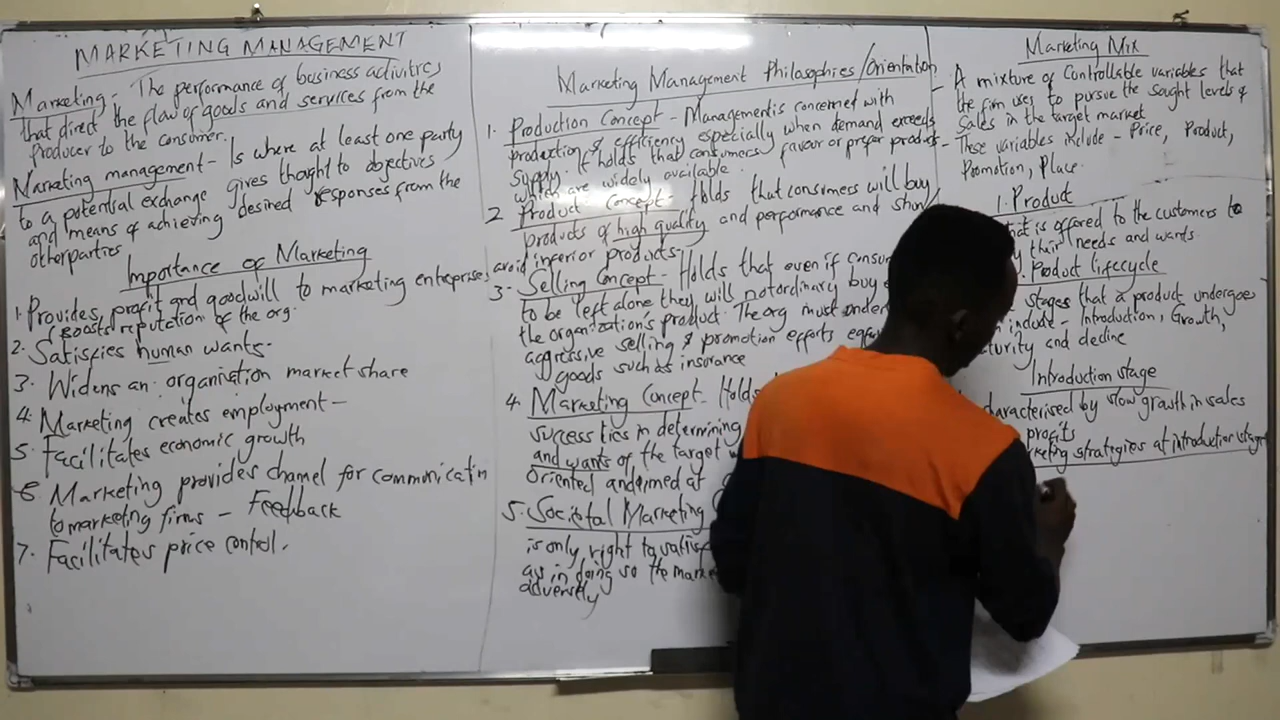 MARKETING MANAGEMENT
Marketing - The performance of business activities
that direct the flow of goods and services from the
producer to the consumer.
Marketing management - Is where at least one party
to a potential exchange gives thought to objectives
and means of achieving desired responses from the
other parties
Importance of Marketing
1. Provides profit and goodwill to marketing enteprise,
(Boosts reputation of the org.
2. Satisfies human wants.
3. Widens an organisation market share
4. Marketing creates employment -
5. Facilitates economic growth
6. Marketing provides channel for communicatin
to marketing firms - Feedback
7. Facilitates price control.
Marketing Management Philosophies/Orientation
1. Production Concept - Management is concerned with
production & efficiency especially when demand exceeds
supply. It holds that consumers favour or prefer products
which are widely available.
2 Product Concept - Holds that consumers will buy
products of high quality and performance and shou
avoid inferior products.
3. Selling Concept - Holds that even if consu
to be left alone they will not ordinary buy
the organization's product. The org must under
aggressive selling & promotion efforts
goods such as insurance
4. Marketing Concept - Holds
success lies in determining
and wants of the target
oriented and aimed at
5. Societal Marketing
is only right to satisf
as in doing so the marke
adversely
Marketing Mix
- A mixture of Controllable variables that
the firm uses to pursue the sought levels of
Sales in the target market
- These variables include - Price, Product,
Promotion, Place.
1. Product
that is offered to the customers to
their needs and wants.
Product lifecycle
stages that a product undergoes
include - Introduction, Growth,
turity and decline
Introduction stage
haracterised by slow growth in sales
profits
rketing strategies at introduction stage